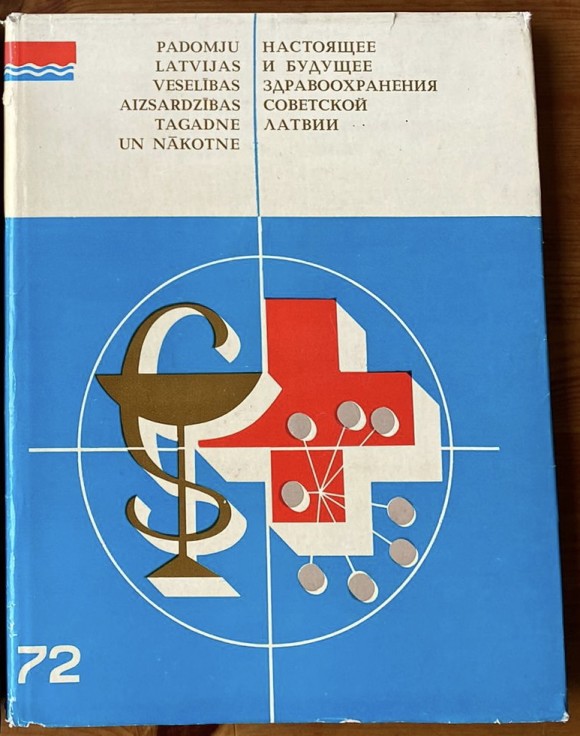 PADOMJU
LATVIJAS
VESELĪBAS
AIZSARDZĪBAS
TAGADNE
UN NĀKOTNE
НАСТОЯЩЕЕ
И БУДУЩЕЕ
ЗДРАВООХРАНЕНИЯ
СОВЕТСКОЙ
ЛАТВИИ
72